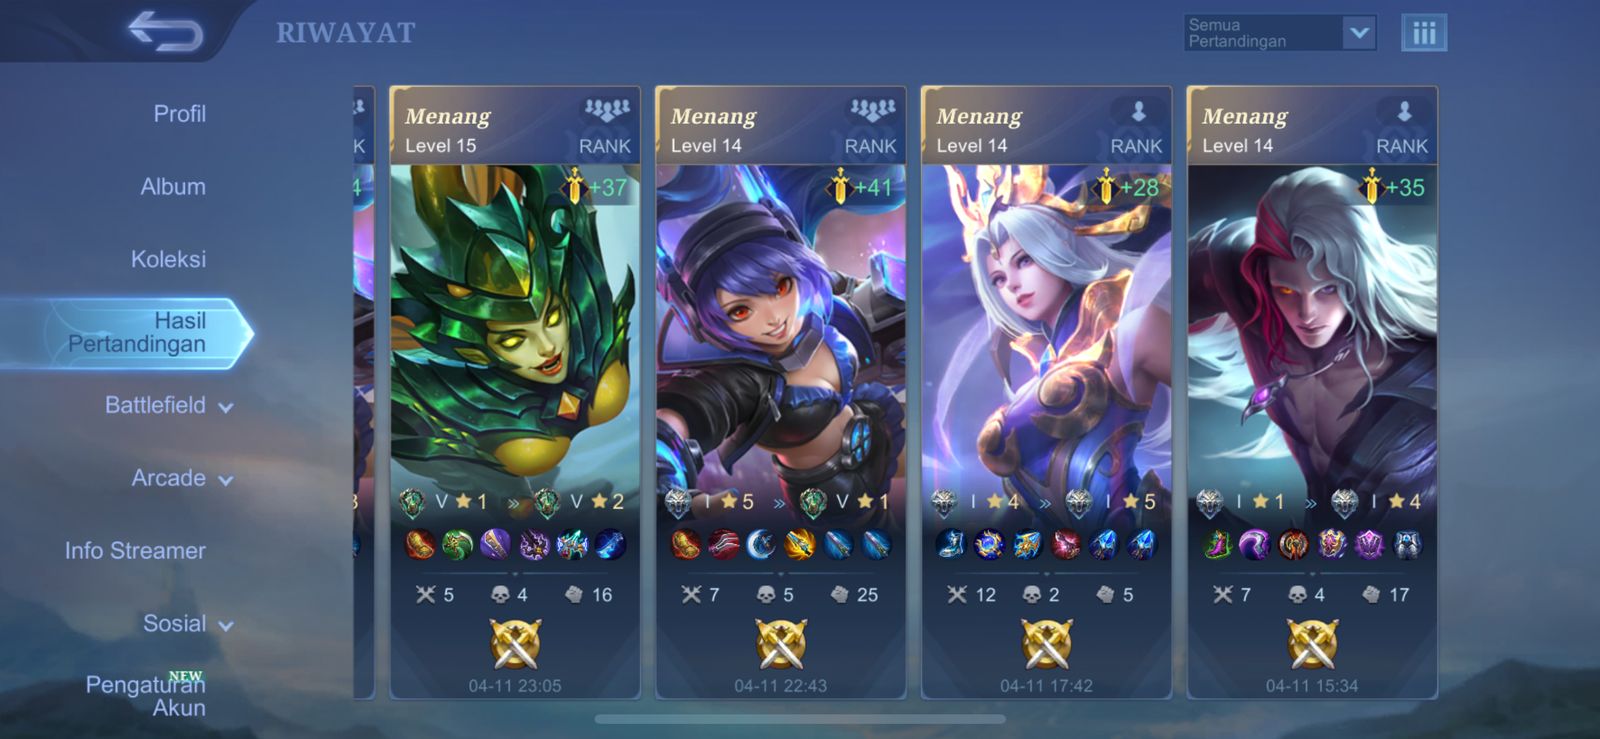 RIWAYAT
Semua
Pertandingan
Profil
Album
Koleksi
Hasil
Pertandingan
Battlefield
Arcade
Info Streamer
Sosial
NEW
Pengaturan
Akun
K
4
3
Menang
Level 15 RANK
+37
V 1 » V 2
5 4 16
04-11 23:05
Menang
Level 14 RANK
+41
I 5 » V 1
7 5 25
04-11 22:43
Menang
Level 14 RANK
+28
I 4 » I 5
12 2 5
04-11 17:42
Menang
Level 14 RANK
+35
I 1 » I 4
7 4 17
04-11 15:34